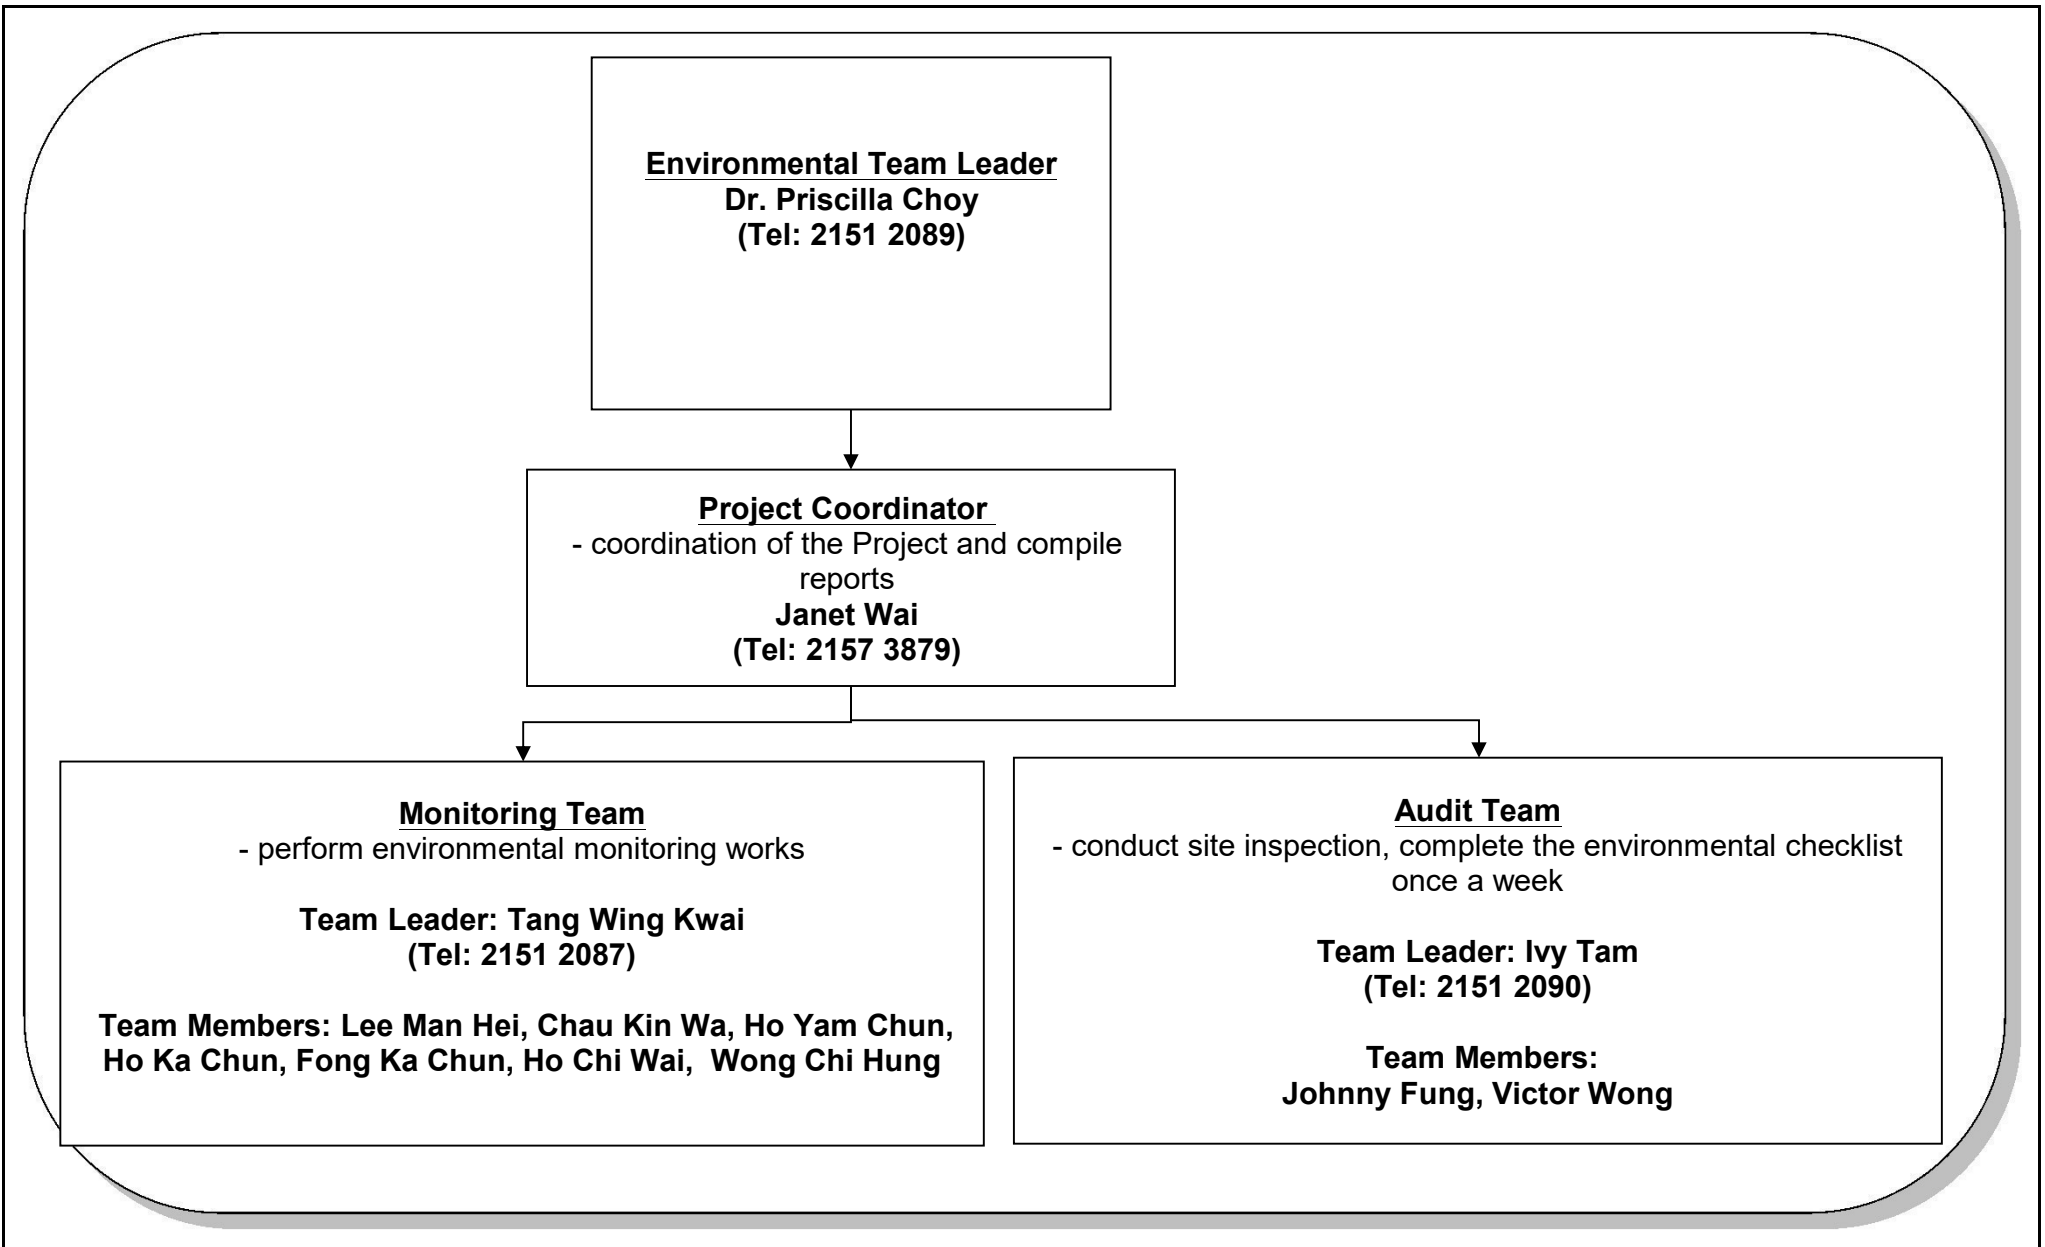 Environmental Team Leader
Dr. Priscilla Choy
(Tel: 2151 2089)
Project Coordinator
- coordination of the Project and compile
reports
Janet Wai
(Tel: 2157 3879)
Monitoring Team
- perform environmental monitoring works
Team Leader: Tang Wing Kwai
(Tel: 2151 2087)
Team Members: Lee Man Hei, Chau Kin Wa, Ho Yam Chun,
Ho Ka Chun, Fong Ka Chun, Ho Chi Wai,  Wong Chi Hung
Audit Team
- conduct site inspection, complete the environmental checklist
once a week
Team Leader: Ivy Tam
(Tel: 2151 2090)
Team Members:
Johnny Fung, Victor Wong